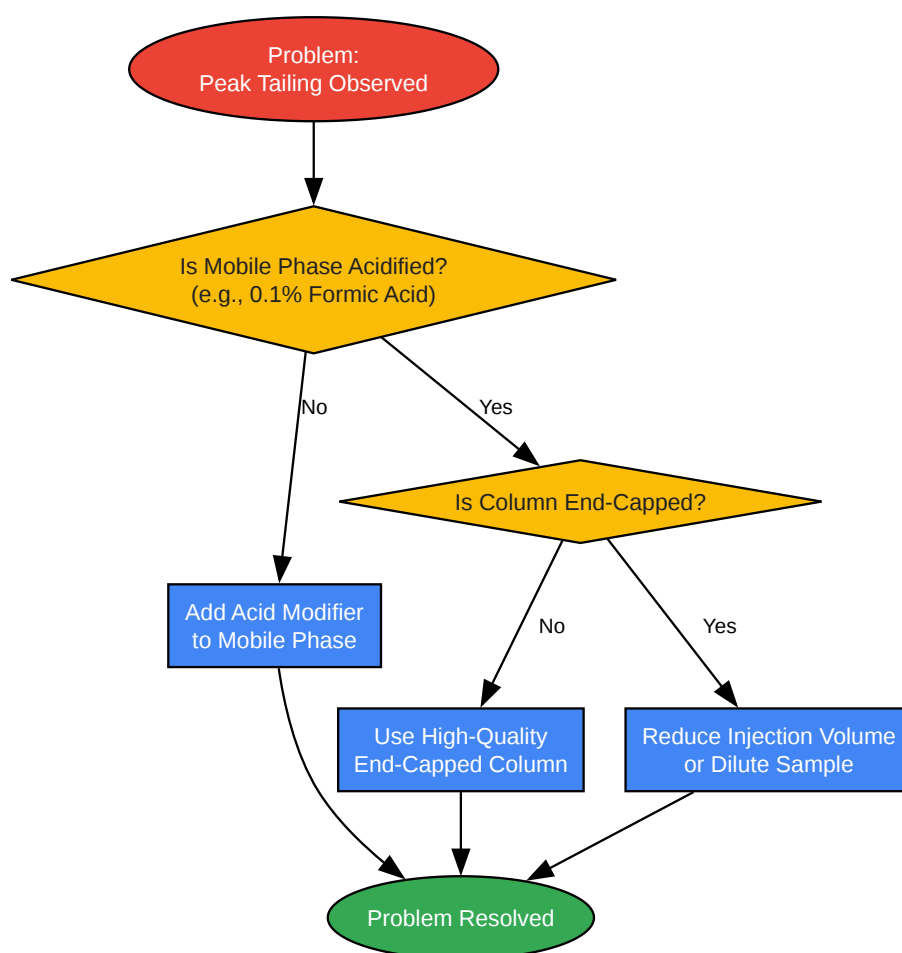 Problem:
Peak Tailing Observed
Is Mobile Phase Acidified?
(e.g., 0.1% Formic Acid)
No
Yes
Is Column End-Capped?
Add Acid Modifier
to Mobile Phase
No
Yes
Use High-Quality
End-Capped Column
Reduce Injection Volume
or Dilute Sample
Problem Resolved